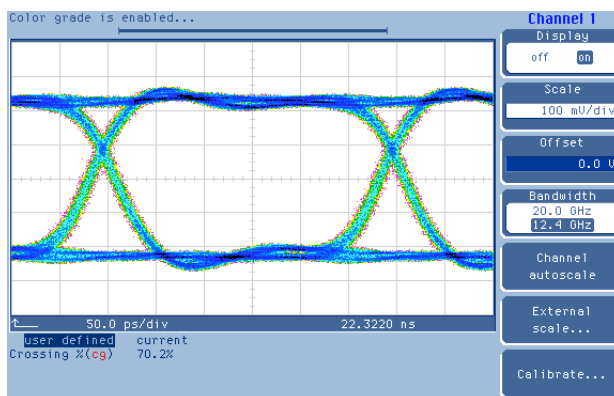 Color grade is enabled...
Channel 1
Display
off on
Scale
100 mV/div
Offset
0.0 V
Bandwidth
20.0 GHz
12.4 GHz
Channel
autoscale
External
scale...
Calibrate...
50.0 ps/div 22.3220 ns
user defined current
Crossing %(cg) 70.2%